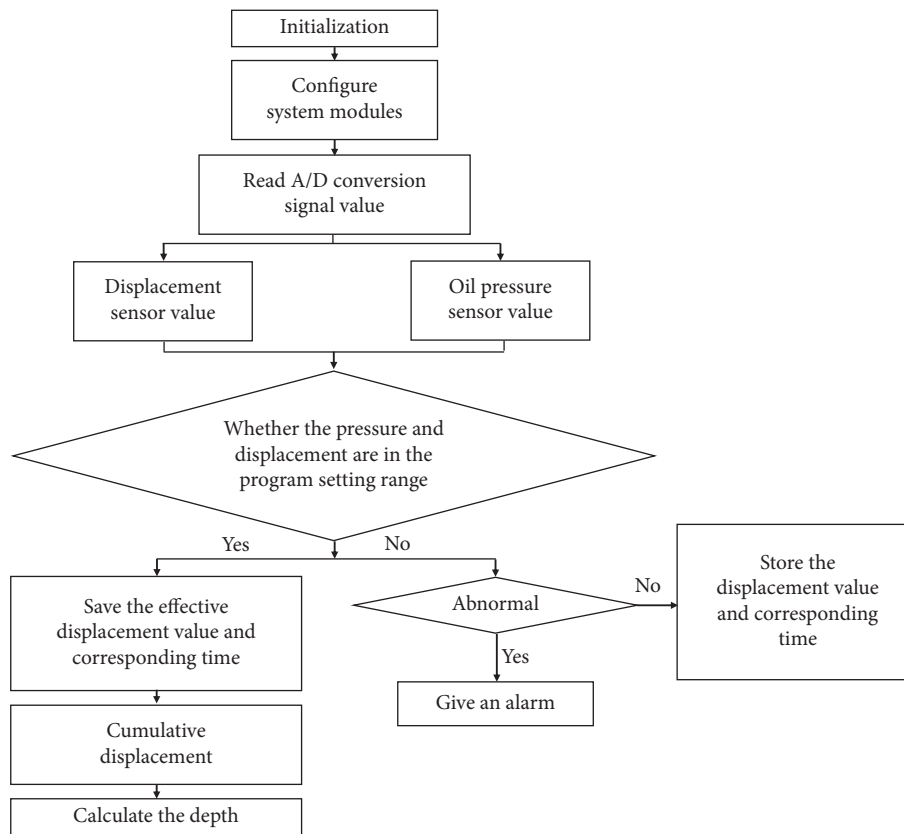 Initialization
Configure
system modules
Read A/D conversion
signal value
Displacement
sensor value
Oil pressure
sensor value
Whether the pressure and
displacement are in the
program setting range
Yes
No
Save the effective
displacement value and
corresponding time
Abnormal
No
Store the
displacement value
and corresponding
time
Yes
Give an alarm
Cumulative
displacement
Calculate the depth